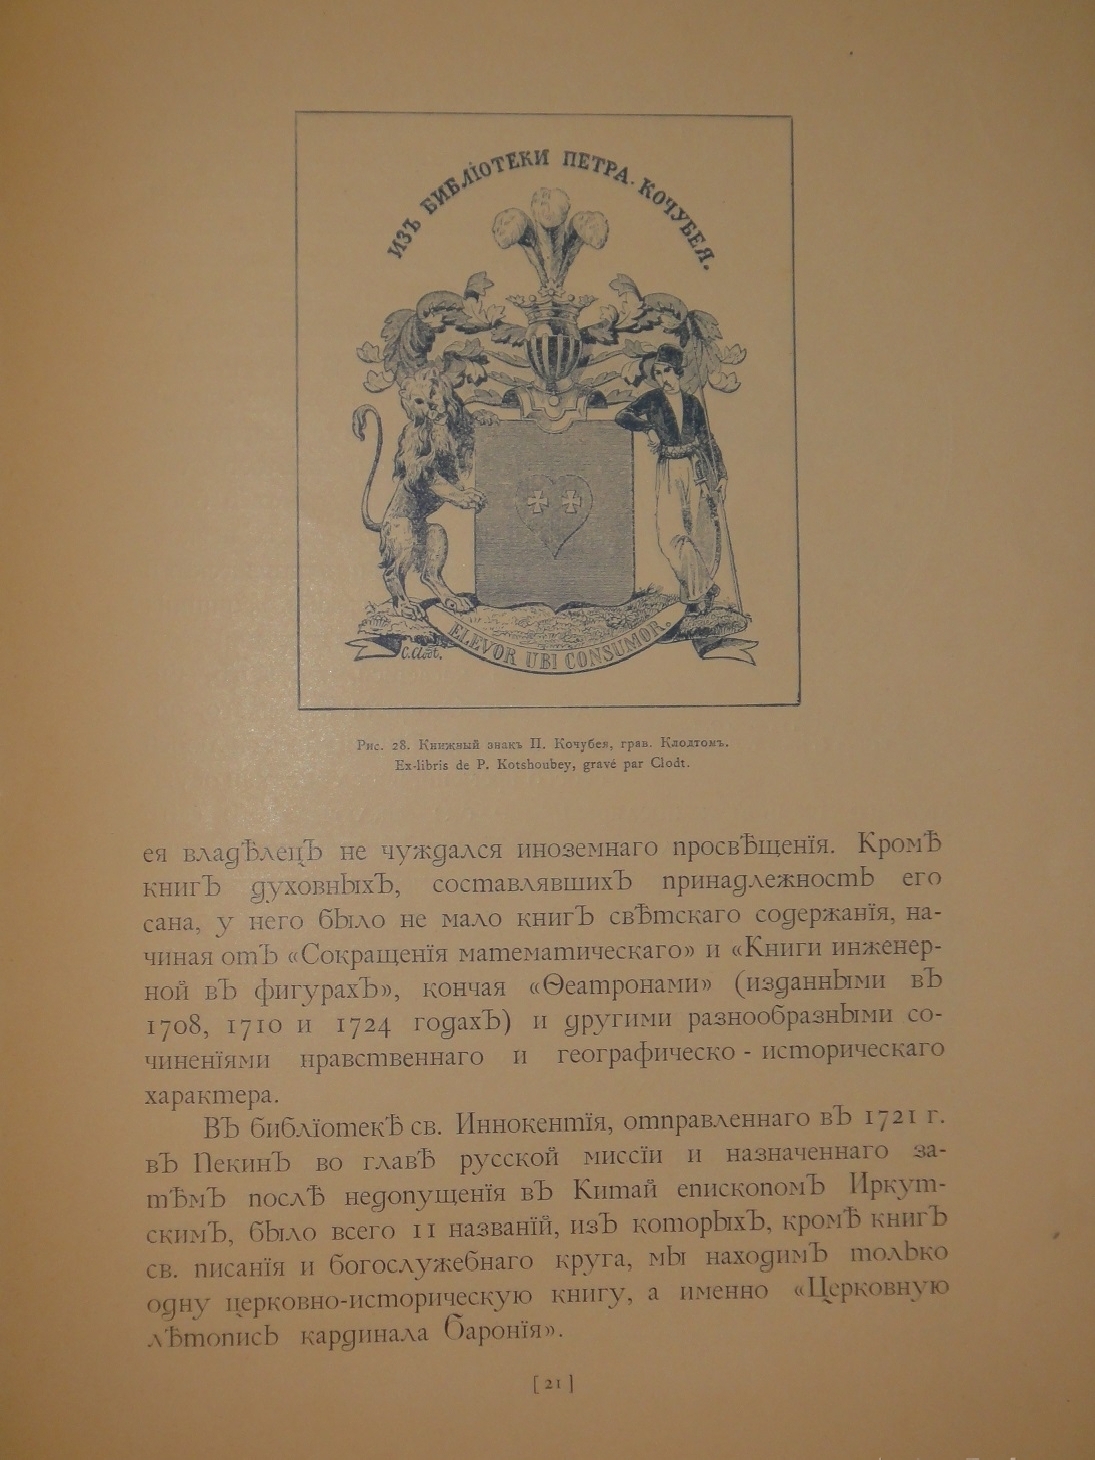 ИЗЪ БИБЛІОТЕКИ ПЕТРА. КОЧУБЕЯ.
ELEVOR UBI CONSUMOR.
C. Clodt.
Рис. 28. Книжный знакъ П. Кочубея, грав. Клодтомъ.
Ex-libris de P. Kotshoubey, gravé par Clodt.
ея владѣлецъ не чуждался иноземнаго просвѣщенія. Кромѣ
книгъ духовныхъ, составлявшихъ принадлежность его
сана, у него было не мало книгъ свѣтскаго содержанія, на-
чиная отъ «Сокращенія математическаго» и «Книги инженер-
ной въ фигурахъ», кончая «Ѳеатронами» (изданными въ
1708, 1710 и 1724 годахъ) и другими разнообразными со-
чиненіями нравственнаго и географическо-историческаго
характера.
Въ библіотекѣ св. Иннокентія, отправленнаго въ 1721 г.
въ Пекинъ во главѣ русской миссіи и назначеннаго за-
тѣмъ послѣ недопущенія въ Китай епископомъ Иркут-
скимъ, было всего 11 названій, изъ которыхъ, кромѣ книгъ
св. писанія и богослужебнаго круга, мы находимъ только
одну церковно-историческую книгу, а именно «Церковную
лѣтопись кардинала Баронія».
[21]